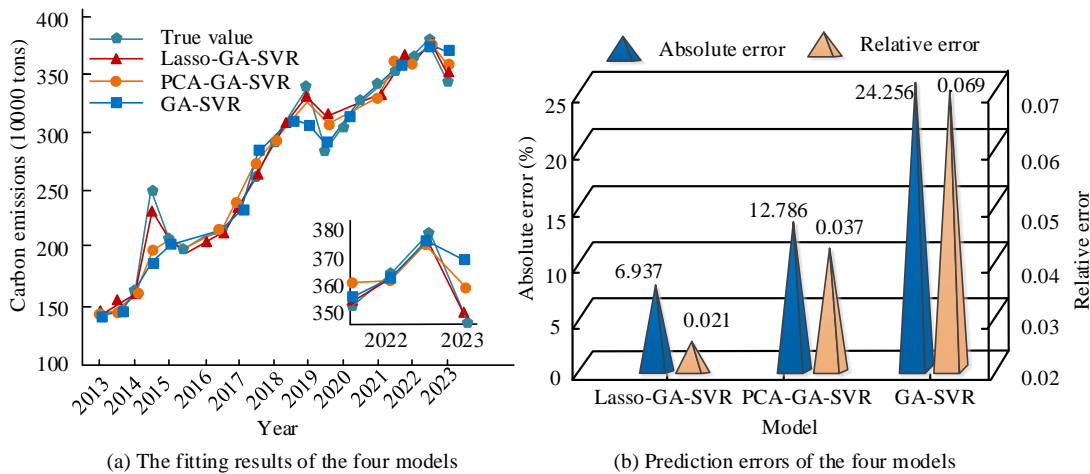 Carbon emissions (10000 tons)
400
350
300
250
200
150
100
True value
Lasso-GA-SVR
PCA-GA-SVR
GA-SVR
380
370
360
350
2022 2023
2013 2014 2015 2016 2017 2018 2019 2020 2021 2022 2023
Year
(a) The fitting results of the four models
Absolute error Relative error
Absolute error (%)
25
20
15
10
5
0
24.256 0.069
12.786
0.037
6.937
0.021
0.07
0.06
0.05
0.04
0.03
0.02
Relative error
Lasso-GA-SVR PCA-GA-SVR GA-SVR
Model
(b) Prediction errors of the four models